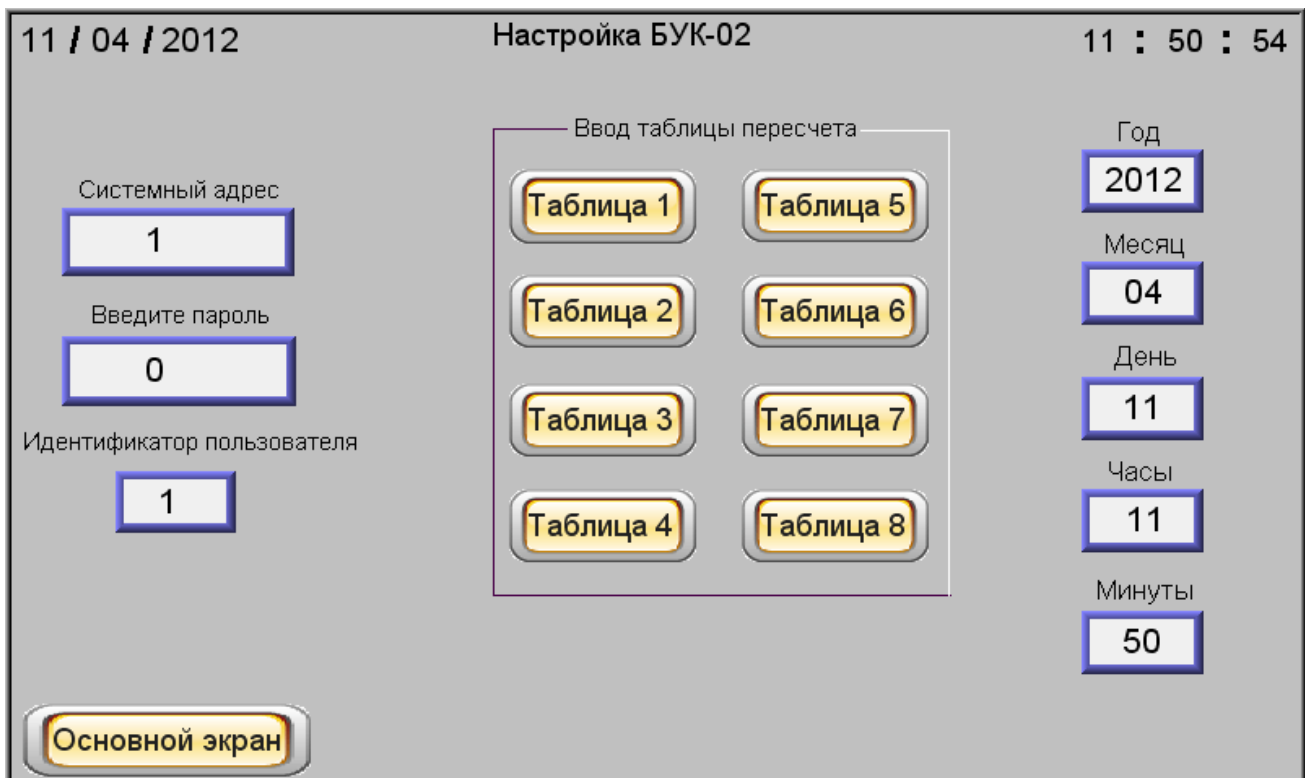 11 / 04 / 2012
Настройка БУК-02
11 : 50 : 54
Системный адрес
1
Введите пароль
0
Идентификатор пользователя
1
Ввод таблицы пересчета
Таблица 1
Таблица 5
Таблица 2
Таблица 6
Таблица 3
Таблица 7
Таблица 4
Таблица 8
Год
2012
Месяц
04
День
11
Часы
11
Минуты
50
Основной экран